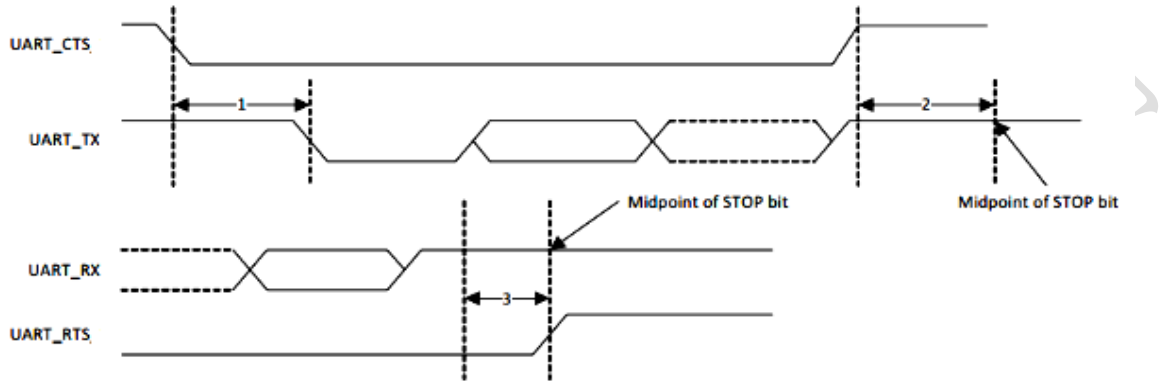 UART_CTS
1
2
UART_TX
Midpoint of STOP bit
Midpoint of STOP bit
UART_RX
3
UART_RTS